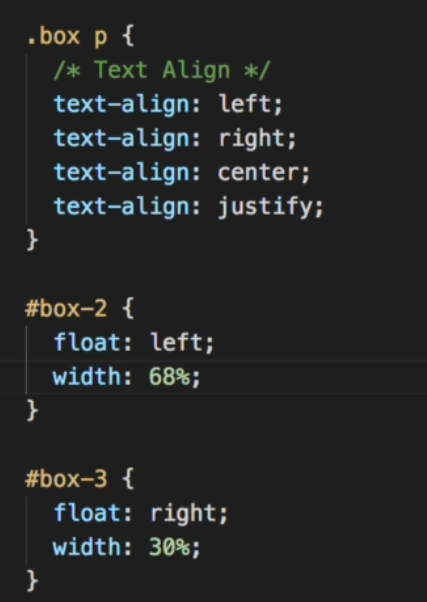 .box p {
/* Text Align */
text-align: left;
text-align: right;
text-align: center;
text-align: justify;
}
#box-2 {
float: left;
width: 68%;
}
#box-3 {
float: right;
width: 30%;
}